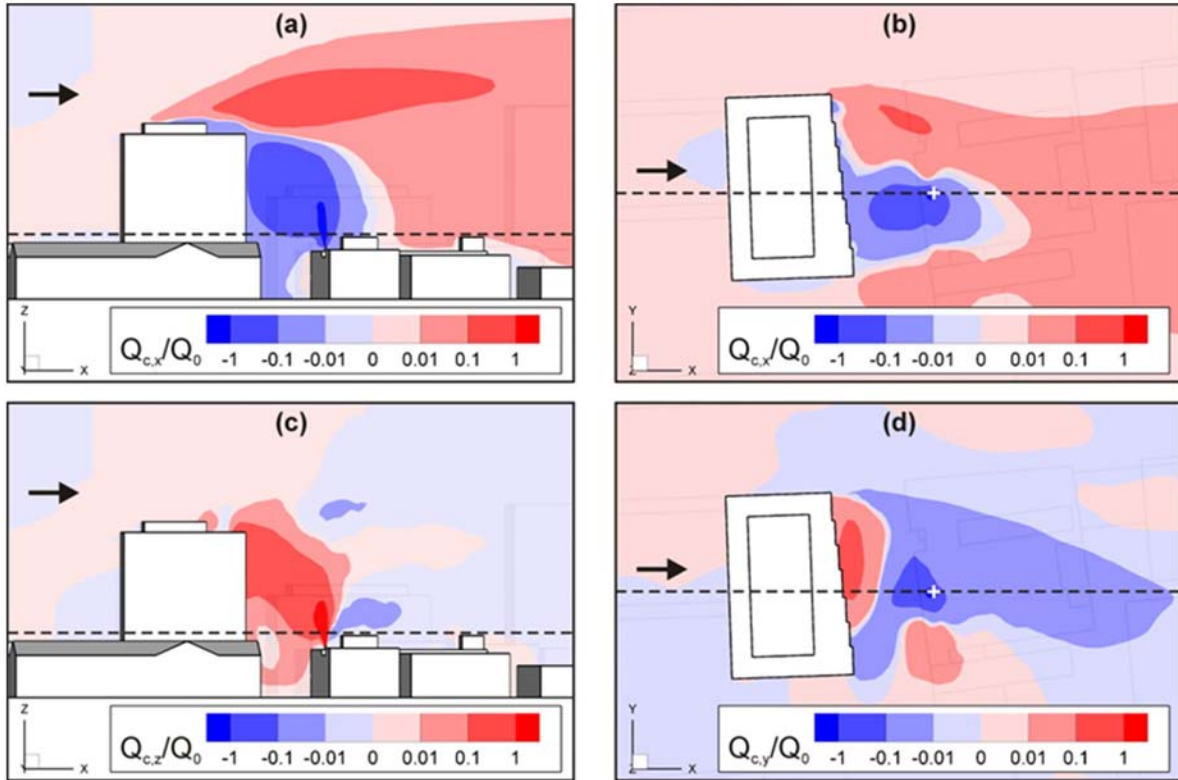 (a)
Z
X
Y
Q_c,x/Q_0
-1 -0.1 -0.01 0 0.01 0.1 1
(b)
Y
X
Z
Q_c,x/Q_0
-1 -0.1 -0.01 0 0.01 0.1 1
(c)
Z
X
Y
Q_c,z/Q_0
-1 -0.1 -0.01 0 0.01 0.1 1
(d)
Y
X
Z
Q_c,y/Q_0
-1 -0.1 -0.01 0 0.01 0.1 1